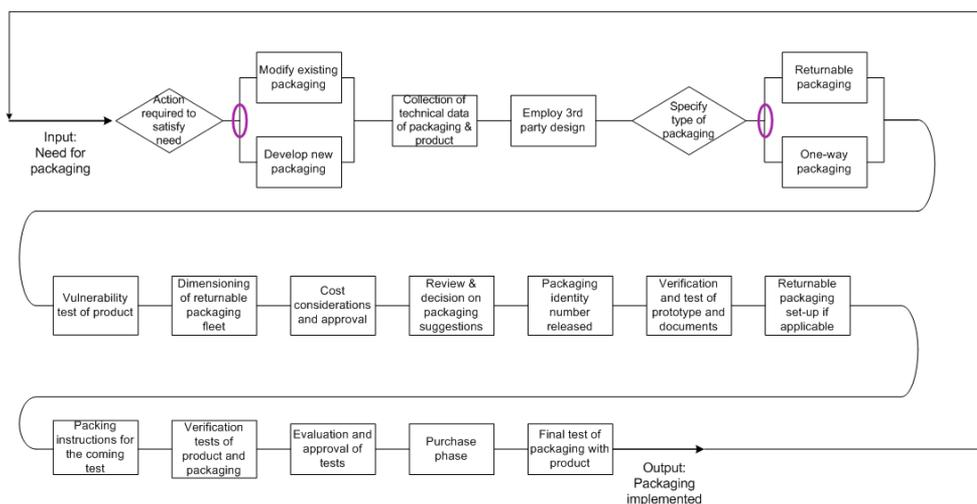 Input:
Need for
packaging
Action
required to
satisfy
need
Modify existing
packaging
Develop new
packaging
Collection of
technical data
of packaging &
product
Employ 3rd
party design
Specify
type of
packaging
Returnable
packaging
One-way
packaging
Vulnerability
test of product
Dimensioning
of returnable
packaging
fleet
Cost
considerations
and approval
Review &
decision on
packaging
suggestions
Packaging
identity
number
released
Verification
and test of
prototype and
documents
Returnable
packaging
set-up if
applicable
Packing
instructions for
the coming
test
Verification
tests of
product and
packaging
Evaluation and
approval of
tests
Purchase
phase
Final test of
packaging with
product
Output:
Packaging
implemented